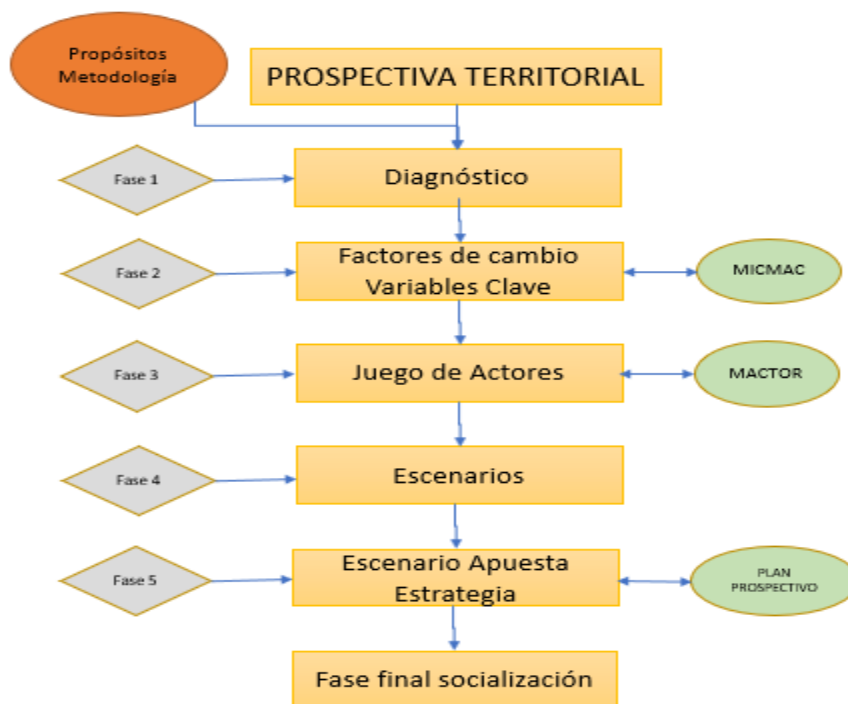 Propósitos
Metodología
PROSPECTIVA TERRITORIAL
Fase 1
Diagnóstico
Fase 2
Factores de cambio
Variables Clave
MICMAC
Fase 3
Juego de Actores
MACTOR
Fase 4
Escenarios
Fase 5
Escenario Apuesta
Estrategia
PLAN
PROSPECTIVO
Fase final socialización